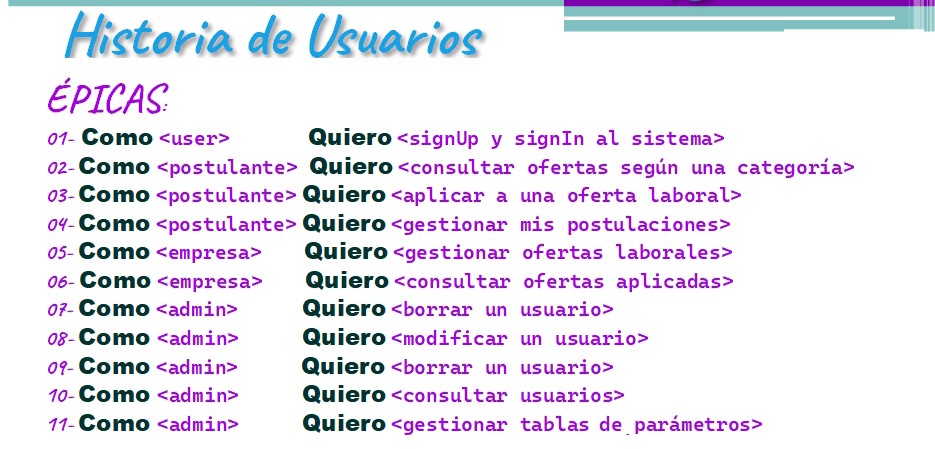 Historia de Usuarios
ÉPICAS:
01- Como <user> Quiero <signUp y signIn al sistema>
02- Como <postulante> Quiero <consultar ofertas según una categoría>
03- Como <postulante> Quiero <aplicar a una oferta laboral>
04- Como <postulante> Quiero <gestionar mis postulaciones>
05- Como <empresa> Quiero <gestionar ofertas laborales>
06- Como <empresa> Quiero <consultar ofertas aplicadas>
07- Como <admin> Quiero <borrar un usuario>
08- Como <admin> Quiero <modificar un usuario>
09- Como <admin> Quiero <borrar un usuario>
10- Como <admin> Quiero <consultar usuarios>
11- Como <admin> Quiero <gestionar tablas de parámetros>